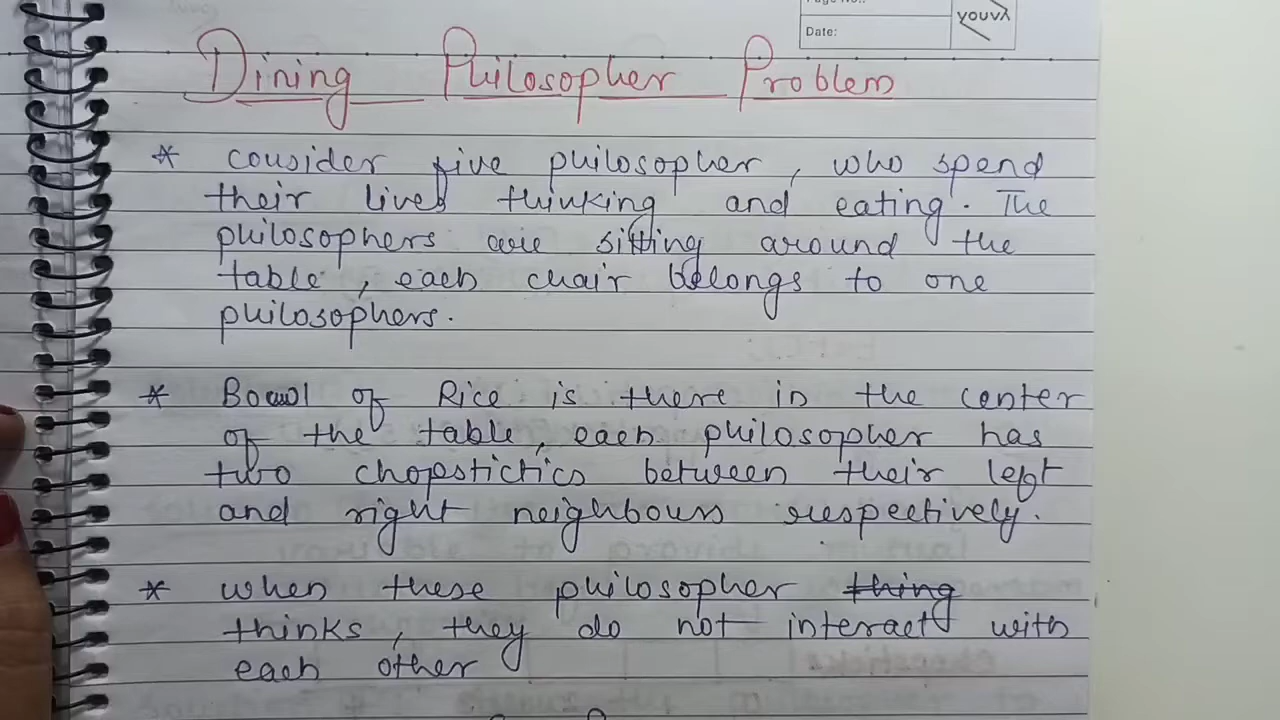 Date:
youva
Dining Philosopher Problem
* consider five philosopher, who spend
their lives thinking and eating. The
philosophers are sitting around the
table, each chair belongs to one
philosophers.
* Bowl of Rice is there in the center
of the table, each philosopher has
two chopstictics between their left
and right neighbours respectively.
* when these philosopher thing
thinks, they do not interact with
each other